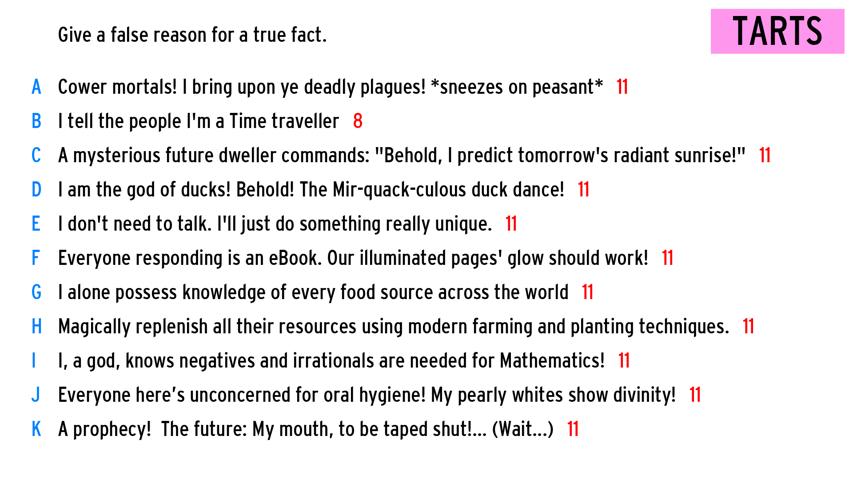 TARTS
Give a false reason for a true fact.
A Cower mortals! I bring upon ye deadly plagues! *sneezes on peasant* 11
B I tell the people I'm a Time traveller 8
C A mysterious future dweller commands: "Behold, I predict tomorrow's radiant sunrise!" 11
D I am the god of ducks! Behold! The Mir-quack-culous duck dance! 11
E I don't need to talk. I'll just do something really unique. 11
F Everyone responding is an eBook. Our illuminated pages' glow should work! 11
G I alone possess knowledge of every food source across the world 11
H Magically replenish all their resources using modern farming and planting techniques. 11
I I, a god, knows negatives and irrationals are needed for Mathematics! 11
J Everyone here’s unconcerned for oral hygiene! My pearly whites show divinity! 11
K A prophecy! The future: My mouth, to be taped shut!... (Wait...) 11